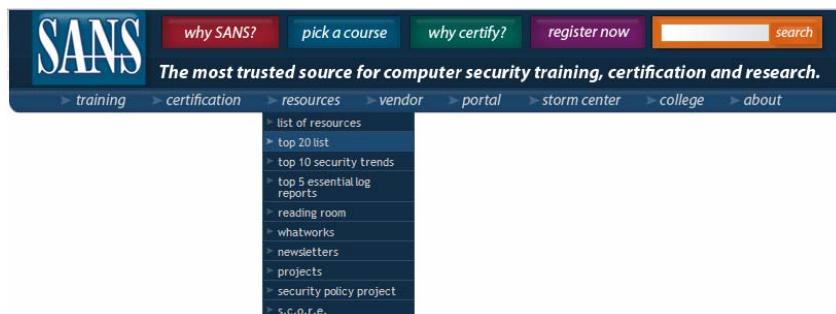 SANS
why SANS? pick a course why certify? register now search
The most trusted source for computer security training, certification and research.
training certification resources vendor portal storm center college about
list of resources
top 20 list
top 10 security trends
top 5 essential log
reports
reading room
whatworks
newsletters
projects
security policy project
s.c.o.r.e.